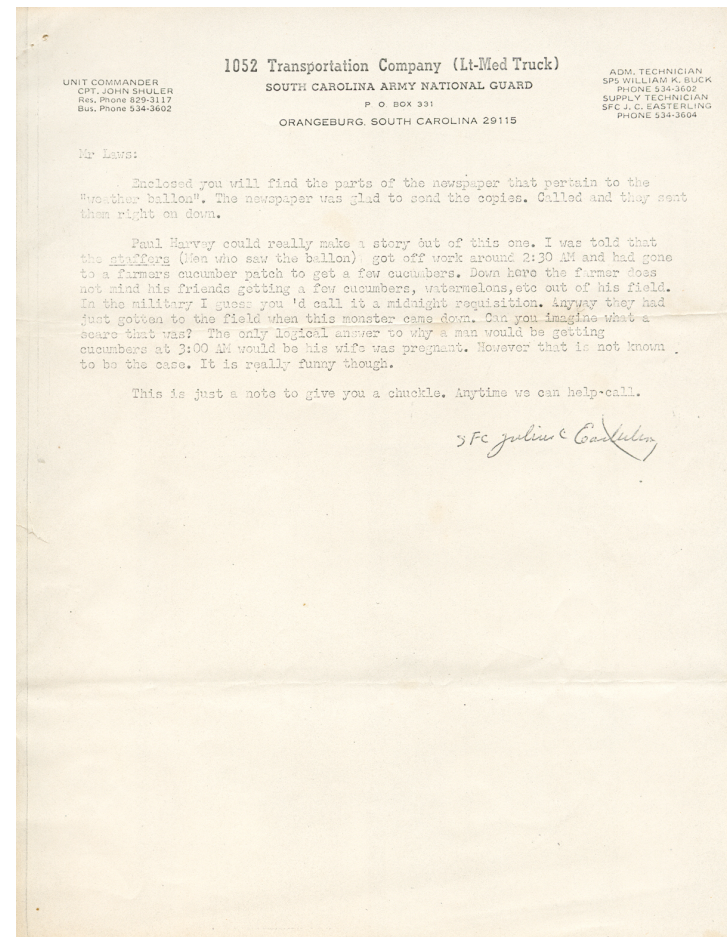 1052 Transportation Company (Lt-Med Truck)
SOUTH CAROLINA ARMY NATIONAL GUARD
P O BOX 331
ORANGEBURG, SOUTH CAROLINA 29115
UNIT COMMANDER
CPT. JOHN SHULER
Res. Phone 829-3117
Bus. Phone 534-3602
ADM. TECHNICIAN
SP5 WILLIAM K. BUCK
PHONE 534-3602
SUPPLY TECHNICIAN
SFC J. C. EASTERLING
PHONE 534-3604
Mr Laws:
Enclosed you will find the parts of the newspaper that pertain to the
"weather ballon". The newspaper was glad to send the copies. Called and they sent
them right on down.
Paul Harvey could really make a story out of this one. I was told that
the staffers (Men who saw the ballon) got off work around 2:30 AM and had gone
to a farmers cucumber patch to get a few cucumbers. Down here the farmer does
not mind his friends getting a few cucumbers, watermelons,etc out of his field.
In the military I guess you 'd call it a midnight requisition. Anyway they had
just gotten to the field when this monster came down. Can you imagine what a
scare that was? The only logical answer to why a man would be getting
cucumbers at 3:00 AM would be his wife was pregnant. However that is not known
to be the case. It is really funny though.
This is just a note to give you a chuckle. Anytime we can help-call.
SFC Julius C Easterling